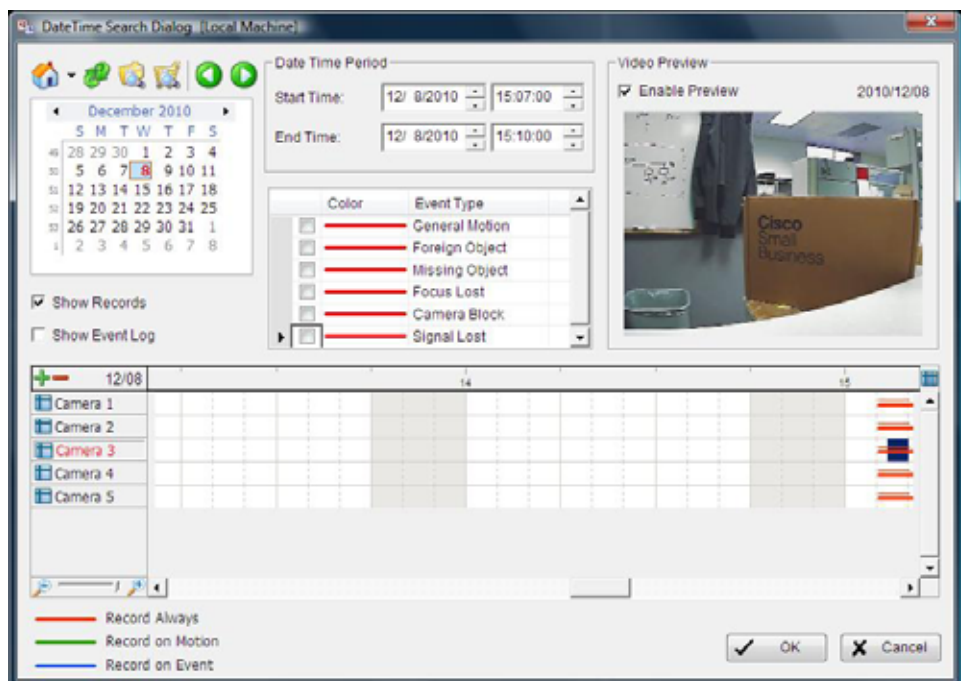 DateTime Search Dialog [Local Machine]
Date Time Period
Start Time: 12/ 8/2010 15:07:00
End Time: 12/ 8/2010 15:10:00
Video Preview
Enable Preview 2010/12/08
Cisco
Small
Business
December 2010
S M T W T F S
49 28 29 30 1 2 3 4
50 5 6 7 8 9 10 11
51 12 13 14 15 16 17 18
52 19 20 21 22 23 24 25
53 26 27 28 29 30 31 1
1 2 3 4 5 6 7 8
Show Records
Show Event Log
Color Event Type
General Motion
Foreign Object
Missing Object
Focus Lost
Camera Block
Signal Lost
12/08 14 15
Camera 1
Camera 2
Camera 3
Camera 4
Camera 5
Record Always
Record on Motion
Record on Event
OK Cancel